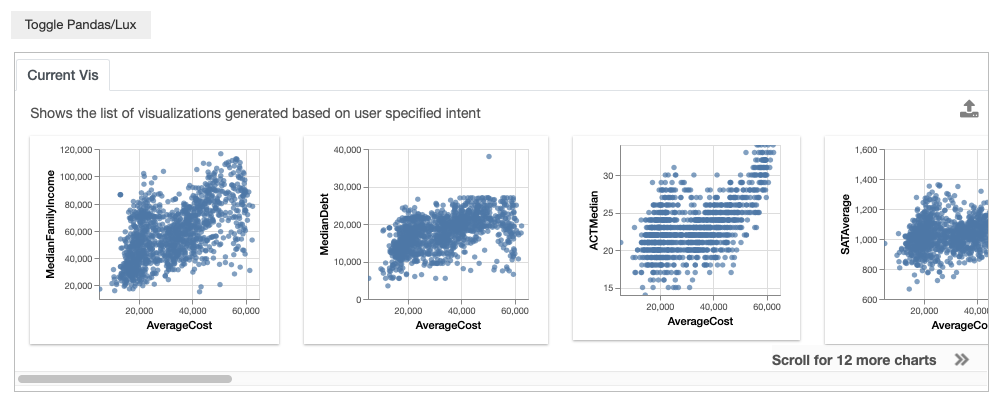 Toggle Pandas/Lux
Current Vis
Shows the list of visualizations generated based on user specified intent
MedianFamilyIncome
120,000
100,000
80,000
60,000
40,000
20,000
20,000 40,000 60,000
AverageCost
MedianDebt
40,000
30,000
20,000
10,000
0
20,000 40,000 60,000
AverageCost
ACTMedian
30
25
20
15
20,000 40,000 60,000
AverageCost
SATAverage
1,600
1,400
1,200
1,000
800
600
20,000 40,000
AverageCo
Scroll for 12 more charts